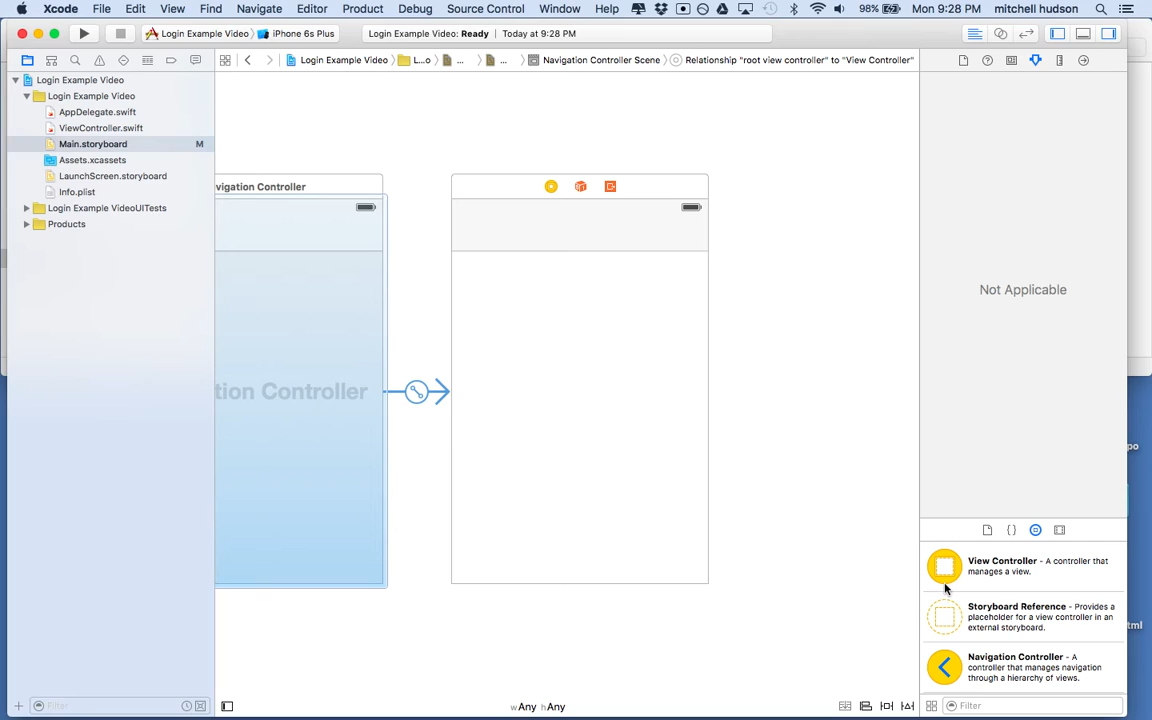 Xcode File Edit View Find Navigate Editor Product Debug Source Control Window Help 98% Mon 9:28 PM mitchell hudson
Login Example Video iPhone 6s Plus Login Example Video: Ready Today at 9:28 PM
Login Example Video L...o ... ... Navigation Controller Scene Relationship "root view controller" to "View Controller"
Login Example Video
Login Example Video
AppDelegate.swift
ViewController.swift
Main.storyboard M
Assets.xcassets
LaunchScreen.storyboard
Info.plist
Login Example VideoUITests
Products
vigation Controller
tion Controller
Not Applicable
View Controller - A controller that
manages a view.
Storyboard Reference - Provides a
placeholder for a view controller in an
external storyboard.
Navigation Controller - A
controller that manages navigation
through a hierarchy of views.
po
tml
Filter
wAny hAny
Filter